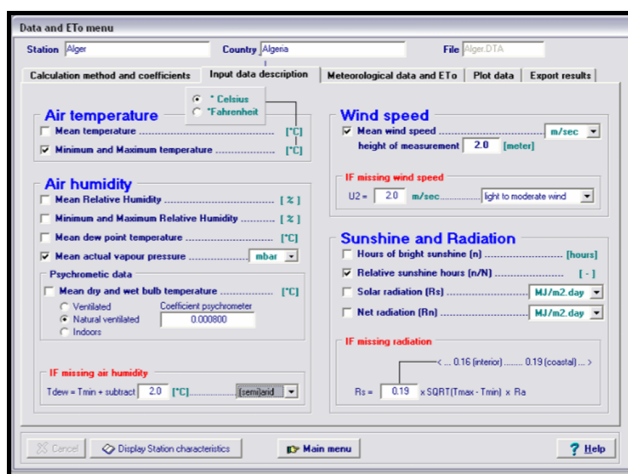 Data and ETo menu
Station Alger Country Algeria File Alger.DTA
Calculation method and coefficients Input data description Meteorological data and ETo Plot data Export results
° Celsius
°Fahrenheit
Air temperature
Mean temperature ........................ [°C]
Minimum and Maximum temperature ........................ [°C]
Air humidity
Mean Relative Humidity ........................ [ % ]
Minimum and Maximum Relative Humidity ............ [ % ]
Mean dew point temperature ........................ [°C]
Mean actual vapour pressure .................. mbar
Psychrometic data
Mean dry and wet bulb temperature .................. [°C]
Ventilated
Natural ventilated
Indoors
Coefficient psychrometer
0.000800
IF missing air humidity
Tdew = Tmin + subtract 2.0 [°C] .................. (semi)arid
Wind speed
Mean wind speed ........................ m/sec
height of measurement 2.0 [meter]
IF missing wind speed
U2 = 2.0 m/sec............ light to moderate wind
Sunshine and Radiation
Hours of bright sunshine (n) ........................ [hours]
Relative sunshine hours (n/N) ........................ [ - ]
Solar radiation (Rs) ........................ MJ/m2.day
Net radiation (Rn) ........................ MJ/m2.day
IF missing radiation
< ... 0.16 (interior) ........ 0.19 (coastal) ... >
Rs = 0.19 x SQRT(Tmax - Tmin) x Ra
Cancel Display Station characteristics Main menu ? Help